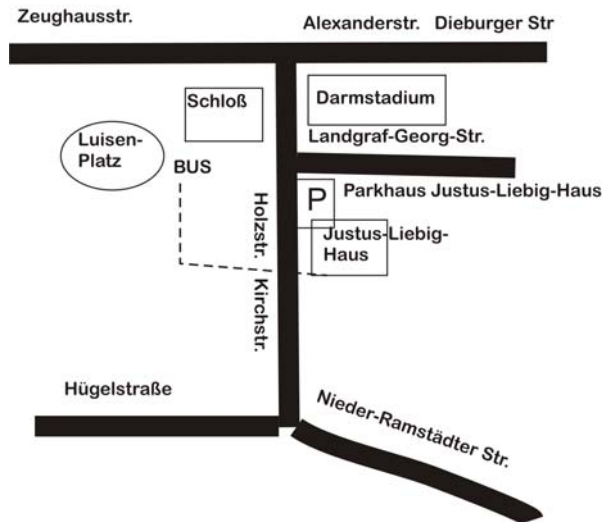 Zeughausstr.
Alexanderstr. Dieburger Str
Schloß
Darmstadium
Luisen-
Platz
Landgraf-Georg-Str.
BUS
P
Parkhaus Justus-Liebig-Haus
Holzstr.
Justus-Liebig-
Haus
Kirchstr.
Hügelstraße
Nieder-Ramstädter Str.